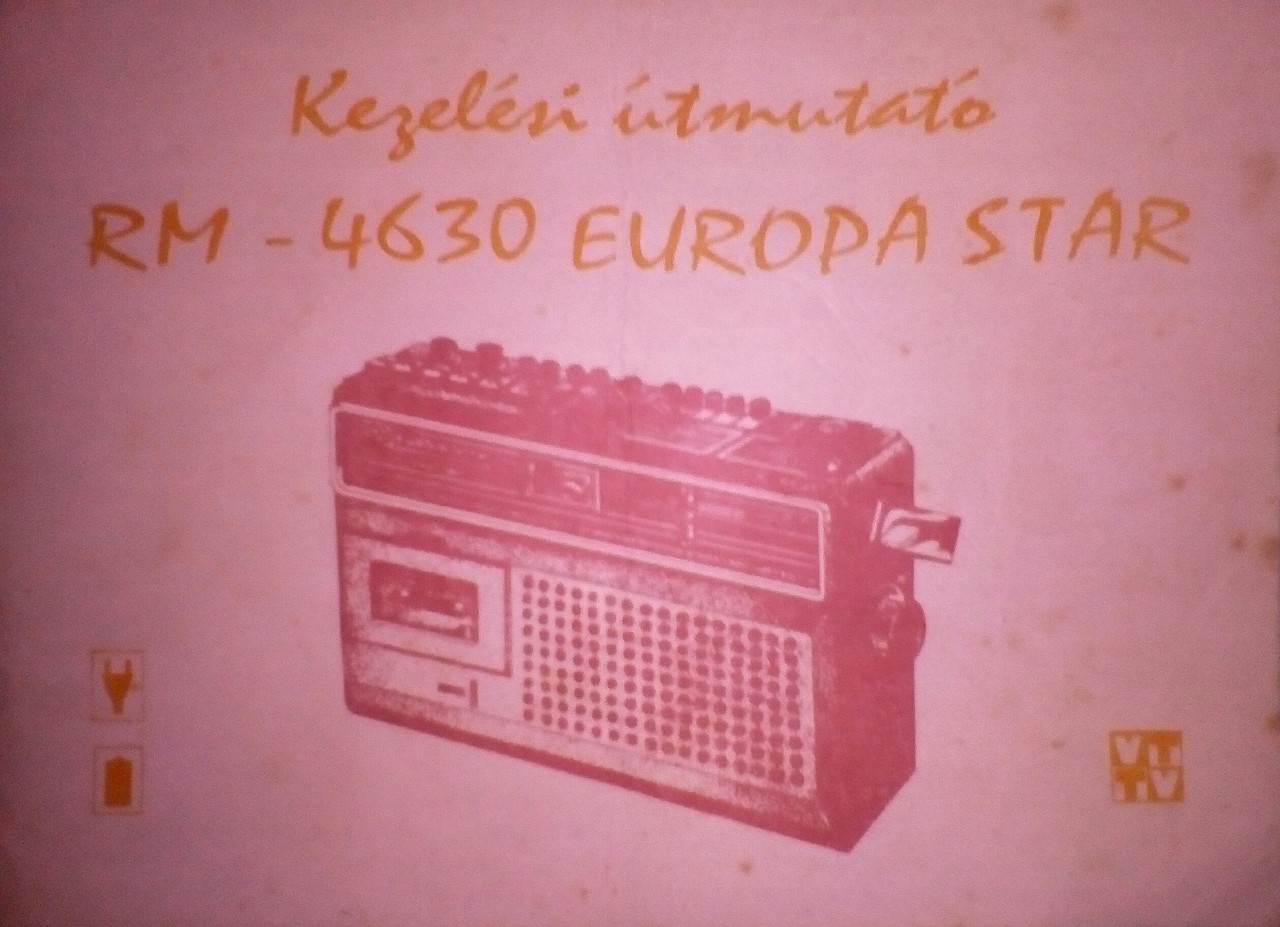 Kezelési útmutató
RM - 4630 EUROPA STAR